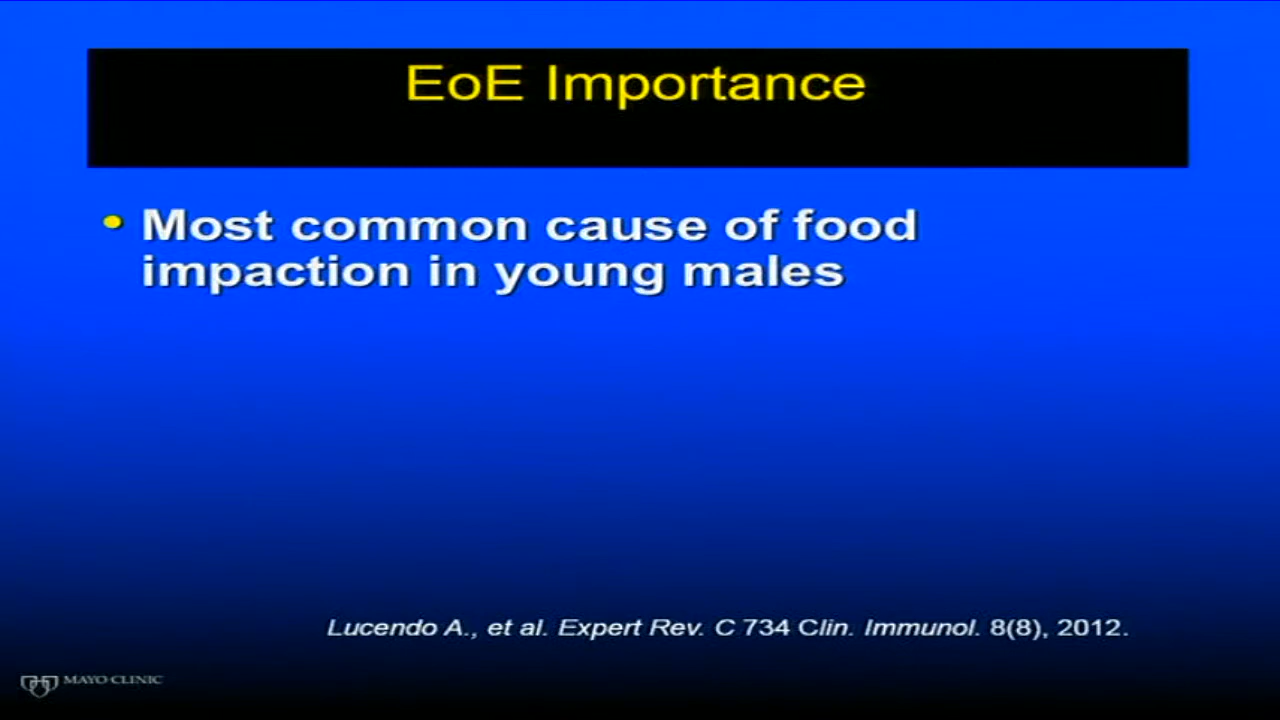 EoE Importance
• Most common cause of food
impaction in young males
Lucendo A., et al. Expert Rev. C 734 Clin. Immunol. 8(8), 2012.
MAYO CLINIC